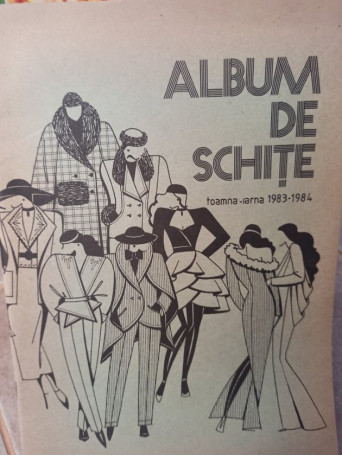 ALBUM
DE
SCHIȚE
toamna-iarna 1983-1984